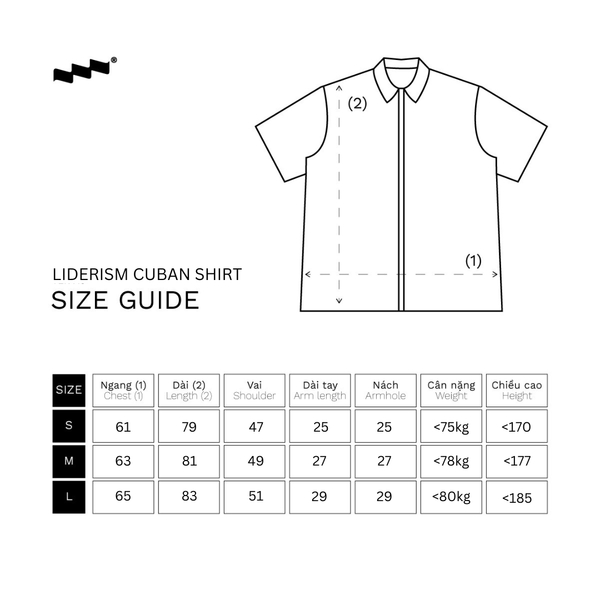 ®
(2)
(1)
LIDERISM CUBAN SHIRT
SIZE GUIDE
SIZE Ngang (1) Dài (2) Vai Dài tay Nách Cân nặng Chiều cao
Chest (1) Length (2) Shoulder Arm length Armhole Weight Height
S 61 79 47 25 25 <75kg <170
M 63 81 49 27 27 <78kg <177
L 65 83 51 29 29 <80kg <185